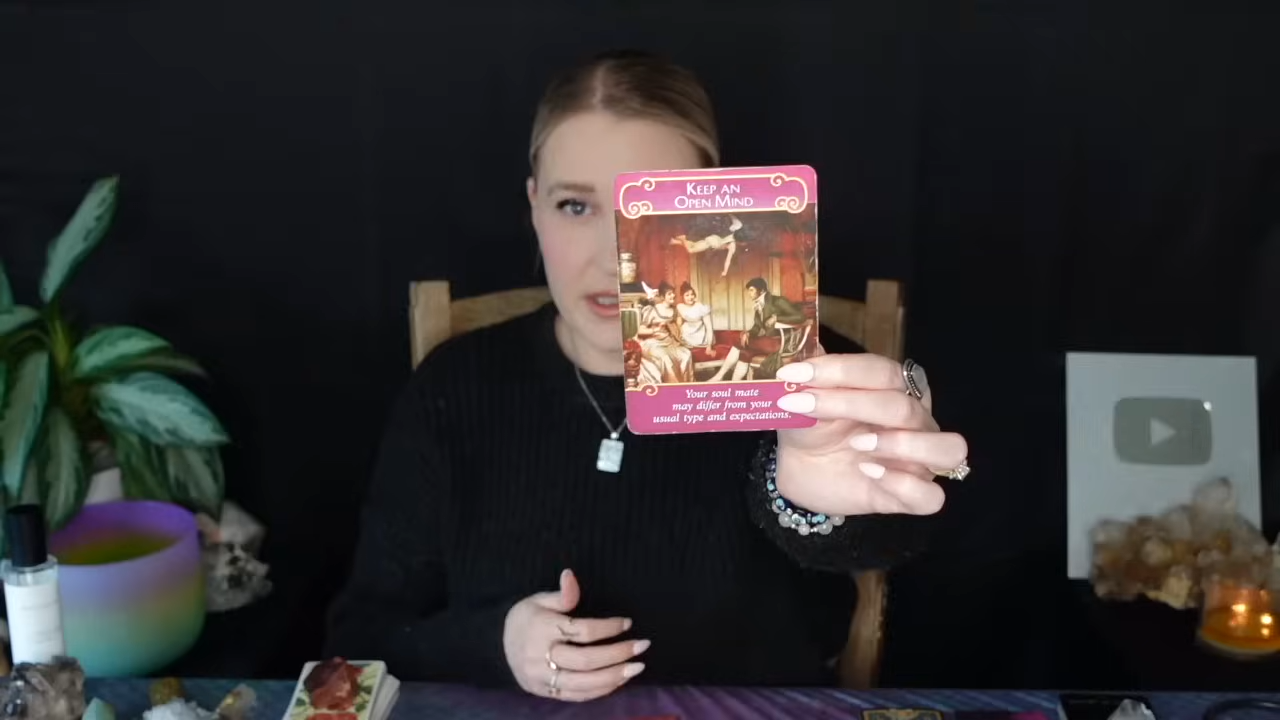 KEEP AN
OPEN MIND
Your soul mate
may differ from your
usual type and expectations.